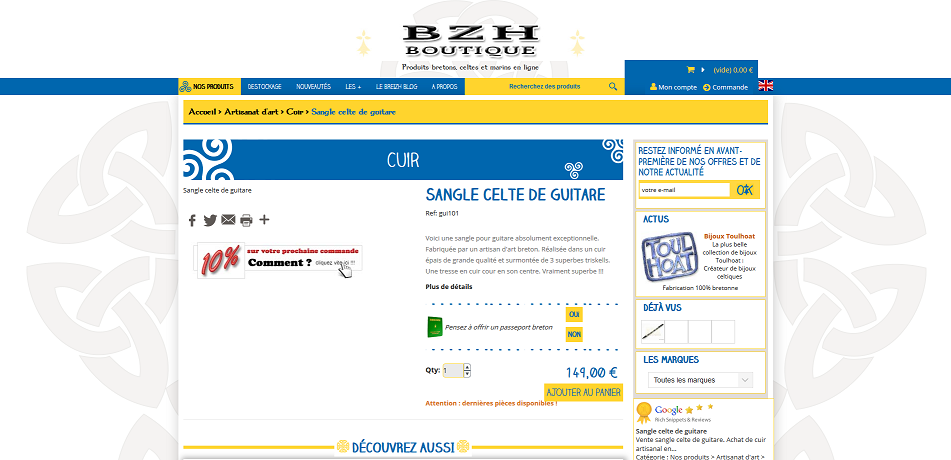 BZH
BOUTIQUE
Produits bretons, celtes et marins en ligne
(vide) 0,00 €
NOS PRODUITS DESTOCKAGE NOUVEAUTÉS LES + LE BREIZH BLOG A PROPOS Recherchez des produits Mon compte Commande
Accueil > Artisanat d'art > Cuir > Sangle celte de guitare
CUIR
Sangle celte de guitare
10% sur votre prochaine commande
Comment ? Cliquez vite ici !!!
SANGLE CELTE DE GUITARE
Ref: gui101
Voici une sangle pour guitare absolument exceptionnelle.
Fabriquée par un artisan d'art breton. Réalisée dans un cuir
épais de grande qualité et surmontée de 3 superbes triskells.
Une tresse en cuir cour en son centre. Vraiment superbe !!!
Plus de détails
Pensez à offrir un passeport breton
OUI
NON
Qty: 1
149,00 €
AJOUTER AU PANIER
Attention : dernières pièces disponibles !
DÉCOUVREZ AUSSI
RESTEZ INFORMÉ EN AVANT-
PREMIÈRE DE NOS OFFRES ET DE
NOTRE ACTUALITÉ
votre e-mail OK
ACTUS
TOUL
HOAT
Bijoux Toulhoat
La plus belle
collection de bijoux
Toulhoat :
Créateur de bijoux
celtiques
Fabrication 100% bretonne
DÉJÀ VUS
LES MARQUES
Toutes les marques
Google
Rich Snippets & Reviews
Sangle celte de guitare
Vente sangle celte de guitare. Achat de cuir
artisanal en...
Catégorie : Nos produits > Artisanat d'art >